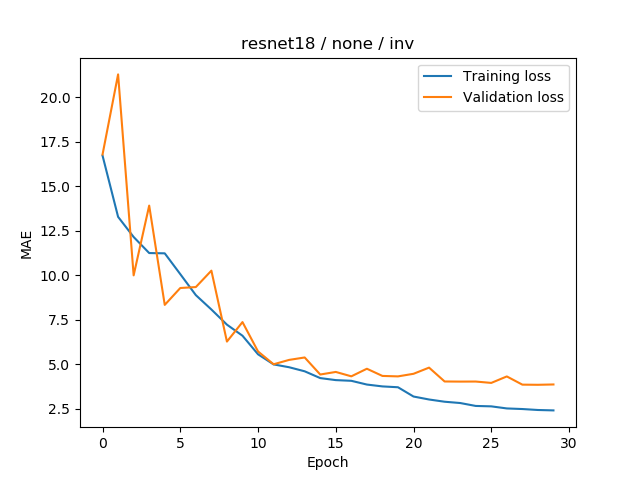 resnet18 / none / inv
Training loss
Validation loss
20.0
17.5
15.0
12.5
10.0
7.5
5.0
2.5
MAE
0 5 10 15 20 25 30
Epoch